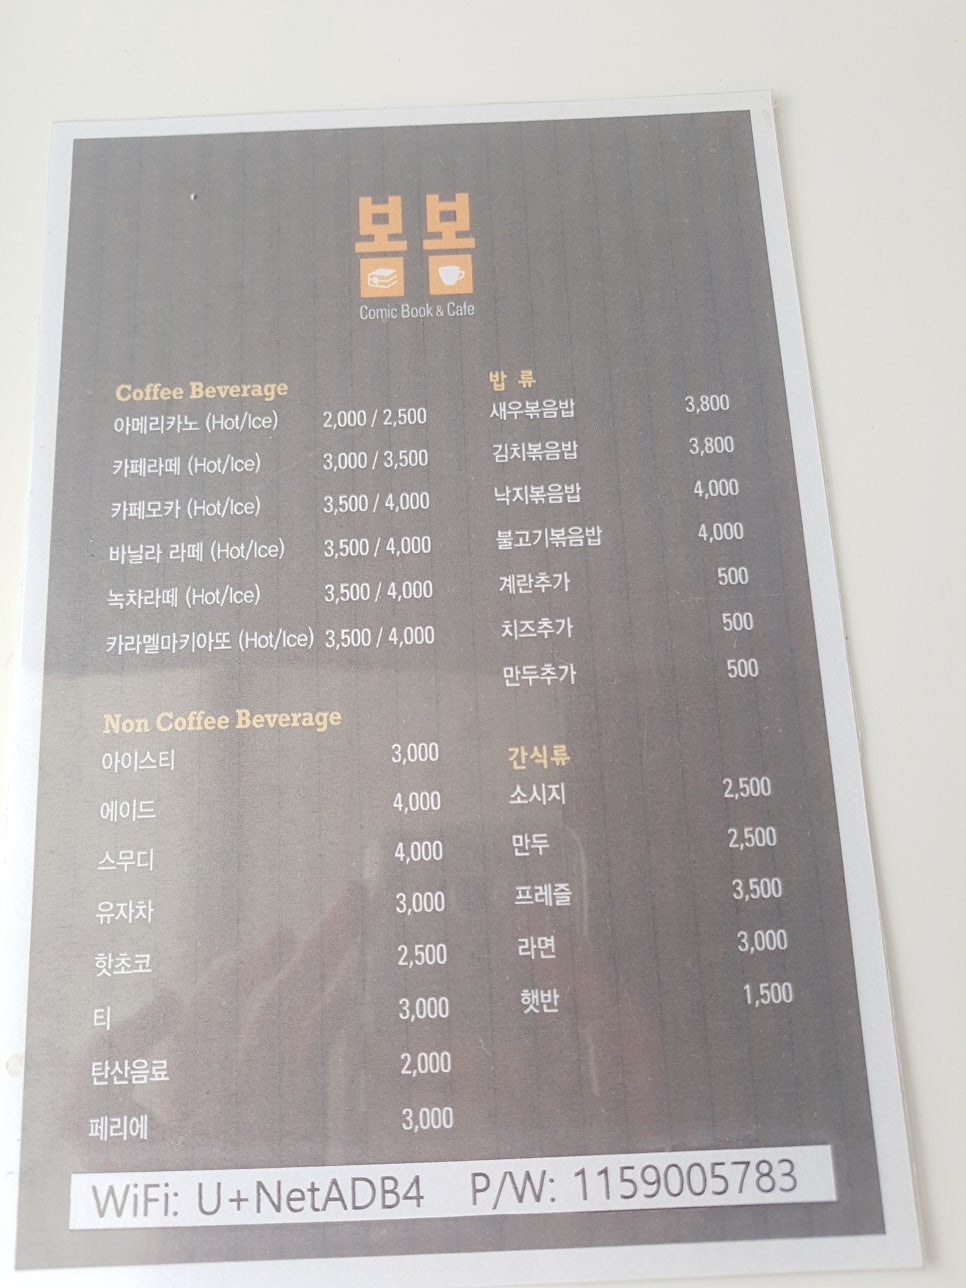 봄봄
Comic Book & Cafe
Coffee Beverage
아메리카노 (Hot/Ice) 2,000 / 2,500
카페라떼 (Hot/Ice) 3,000 / 3,500
카페모카 (Hot/Ice) 3,500 / 4,000
바닐라 라떼 (Hot/Ice) 3,500 / 4,000
녹차라떼 (Hot/Ice) 3,500 / 4,000
카라멜마키아또 (Hot/Ice) 3,500 / 4,000
Non Coffee Beverage
아이스티 3,000
에이드 4,000
스무디 4,000
유자차 3,000
핫초코 2,500
티 3,000
탄산음료 2,000
페리에 3,000
밥 류
새우볶음밥 3,800
김치볶음밥 3,800
낙지볶음밥 4,000
불고기볶음밥 4,000
계란추가 500
치즈추가 500
만두추가 500
간식류
소시지 2,500
만두 2,500
프레즐 3,500
라면 3,000
햇반 1,500
WiFi: U+NetADB4 P/W: 1159005783